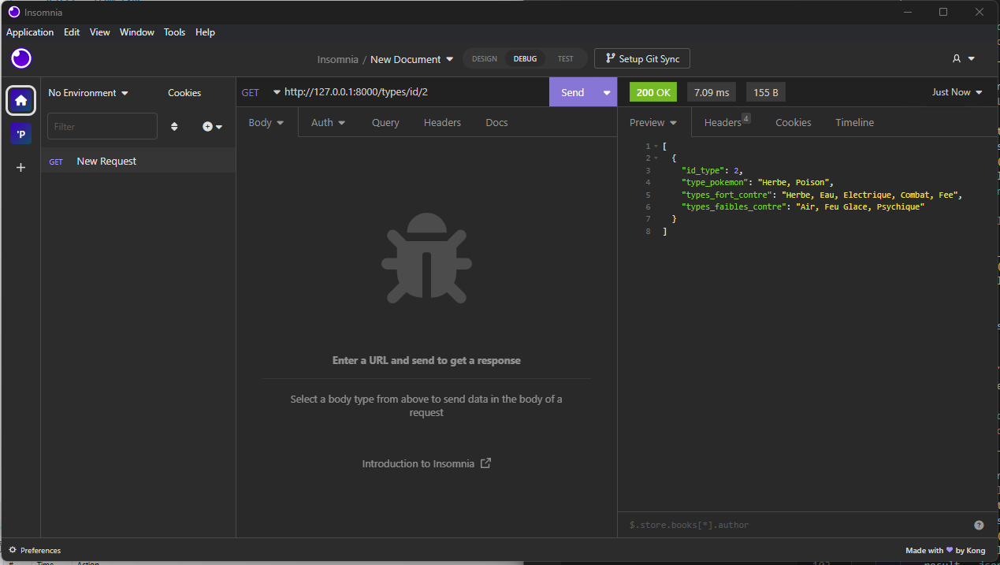 Insomnia
Application Edit View Window Tools Help
Insomnia / New Document DESIGN DEBUG TEST Setup Git Sync
No Environment Cookies
GET http://127.0.0.1:8000/types/id/2 Send
200 OK 7.09 ms 155 B Just Now
'P
Filter
Body Auth Query Headers Docs
Preview Headers 4 Cookies Timeline
GET New Request
1 [
2 {
3 "id_type": 2,
4 "type_pokemon": "Herbe, Poison",
5 "types_fort_contre": "Herbe, Eau, Electrique, Combat, Fee",
6 "types_faibles_contre": "Air, Feu Glace, Psychique"
7 }
8 ]
Enter a URL and send to get a response
Select a body type from above to send data in the body of a
request
Introduction to Insomnia
$.store.books[*].author
Preferences
Made with 💜 by Kong